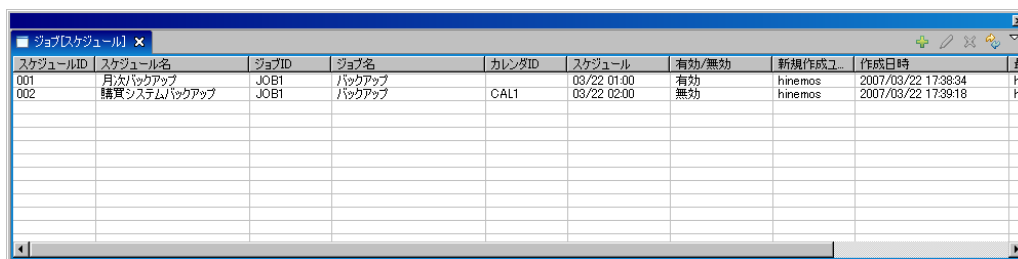 ジョブ[スケジュール]
スケジュールID スケジュール名 ジョブID ジョブ名 カレンダID スケジュール 有効/無効 新規作成ユ... 作成日時
001 月次バックアップ JOB1 バックアップ 03/22 01:00 有効 hinemos 2007/03/22 17:38:34
002 購買システムバックアップ JOB1 バックアップ CAL1 03/22 02:00 無効 hinemos 2007/03/22 17:39:18